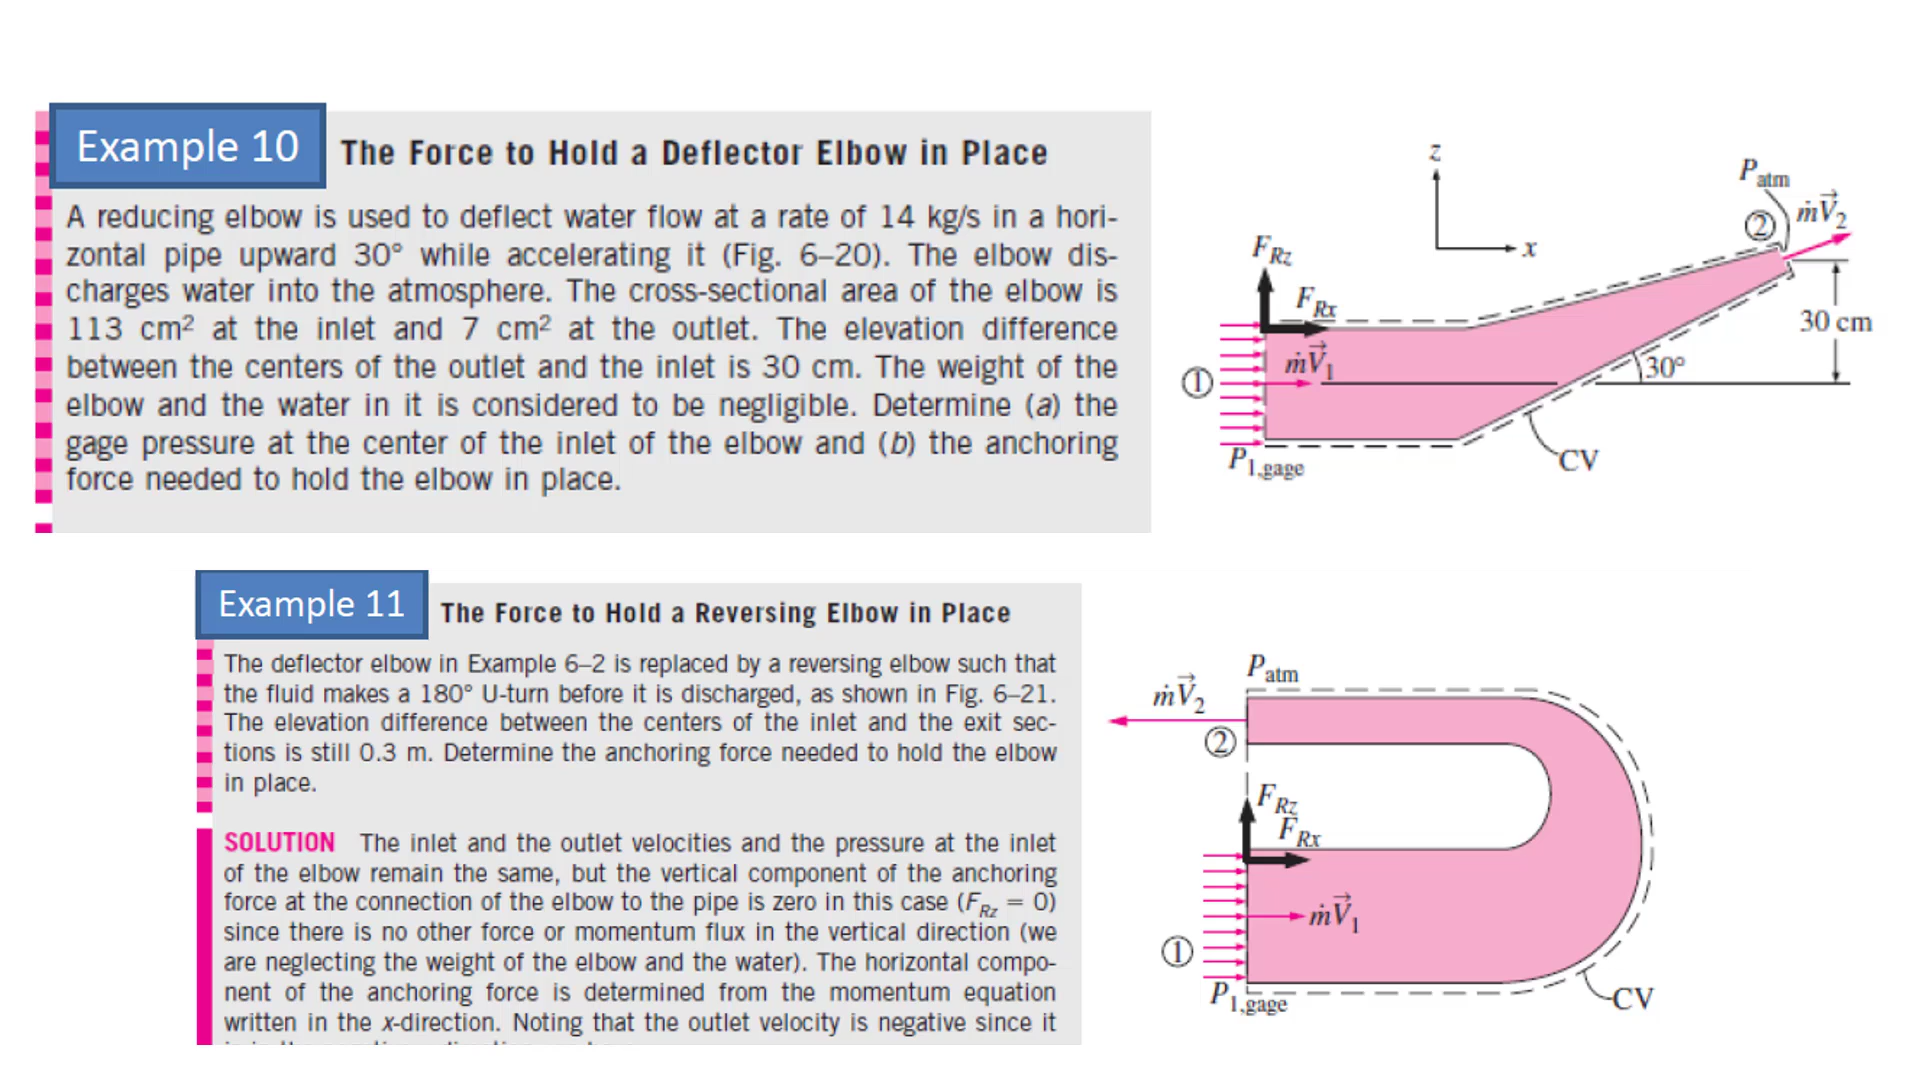 Example 10
The Force to Hold a Deflector Elbow in Place
A reducing elbow is used to deflect water flow at a rate of 14 kg/s in a hori-
zontal pipe upward 30° while accelerating it (Fig. 6–20). The elbow dis-
charges water into the atmosphere. The cross-sectional area of the elbow is
113 cm² at the inlet and 7 cm² at the outlet. The elevation difference
between the centers of the outlet and the inlet is 30 cm. The weight of the
elbow and the water in it is considered to be negligible. Determine (a) the
gage pressure at the center of the inlet of the elbow and (b) the anchoring
force needed to hold the elbow in place.
z
x
P_atm
②
ṁV⃗₂
F_Rz
F_Rx
ṁV⃗₁
①
30 cm
30°
P₁,gage
CV
Example 11
The Force to Hold a Reversing Elbow in Place
The deflector elbow in Example 6–2 is replaced by a reversing elbow such that
the fluid makes a 180° U-turn before it is discharged, as shown in Fig. 6–21.
The elevation difference between the centers of the inlet and the exit sec-
tions is still 0.3 m. Determine the anchoring force needed to hold the elbow
in place.
SOLUTION The inlet and the outlet velocities and the pressure at the inlet
of the elbow remain the same, but the vertical component of the anchoring
force at the connection of the elbow to the pipe is zero in this case (F_Rz = 0)
since there is no other force or momentum flux in the vertical direction (we
are neglecting the weight of the elbow and the water). The horizontal compo-
nent of the anchoring force is determined from the momentum equation
written in the x-direction. Noting that the outlet velocity is negative since it
P_atm
ṁV⃗₂
②
F_Rz
F_Rx
ṁV⃗₁
①
P₁,gage
CV